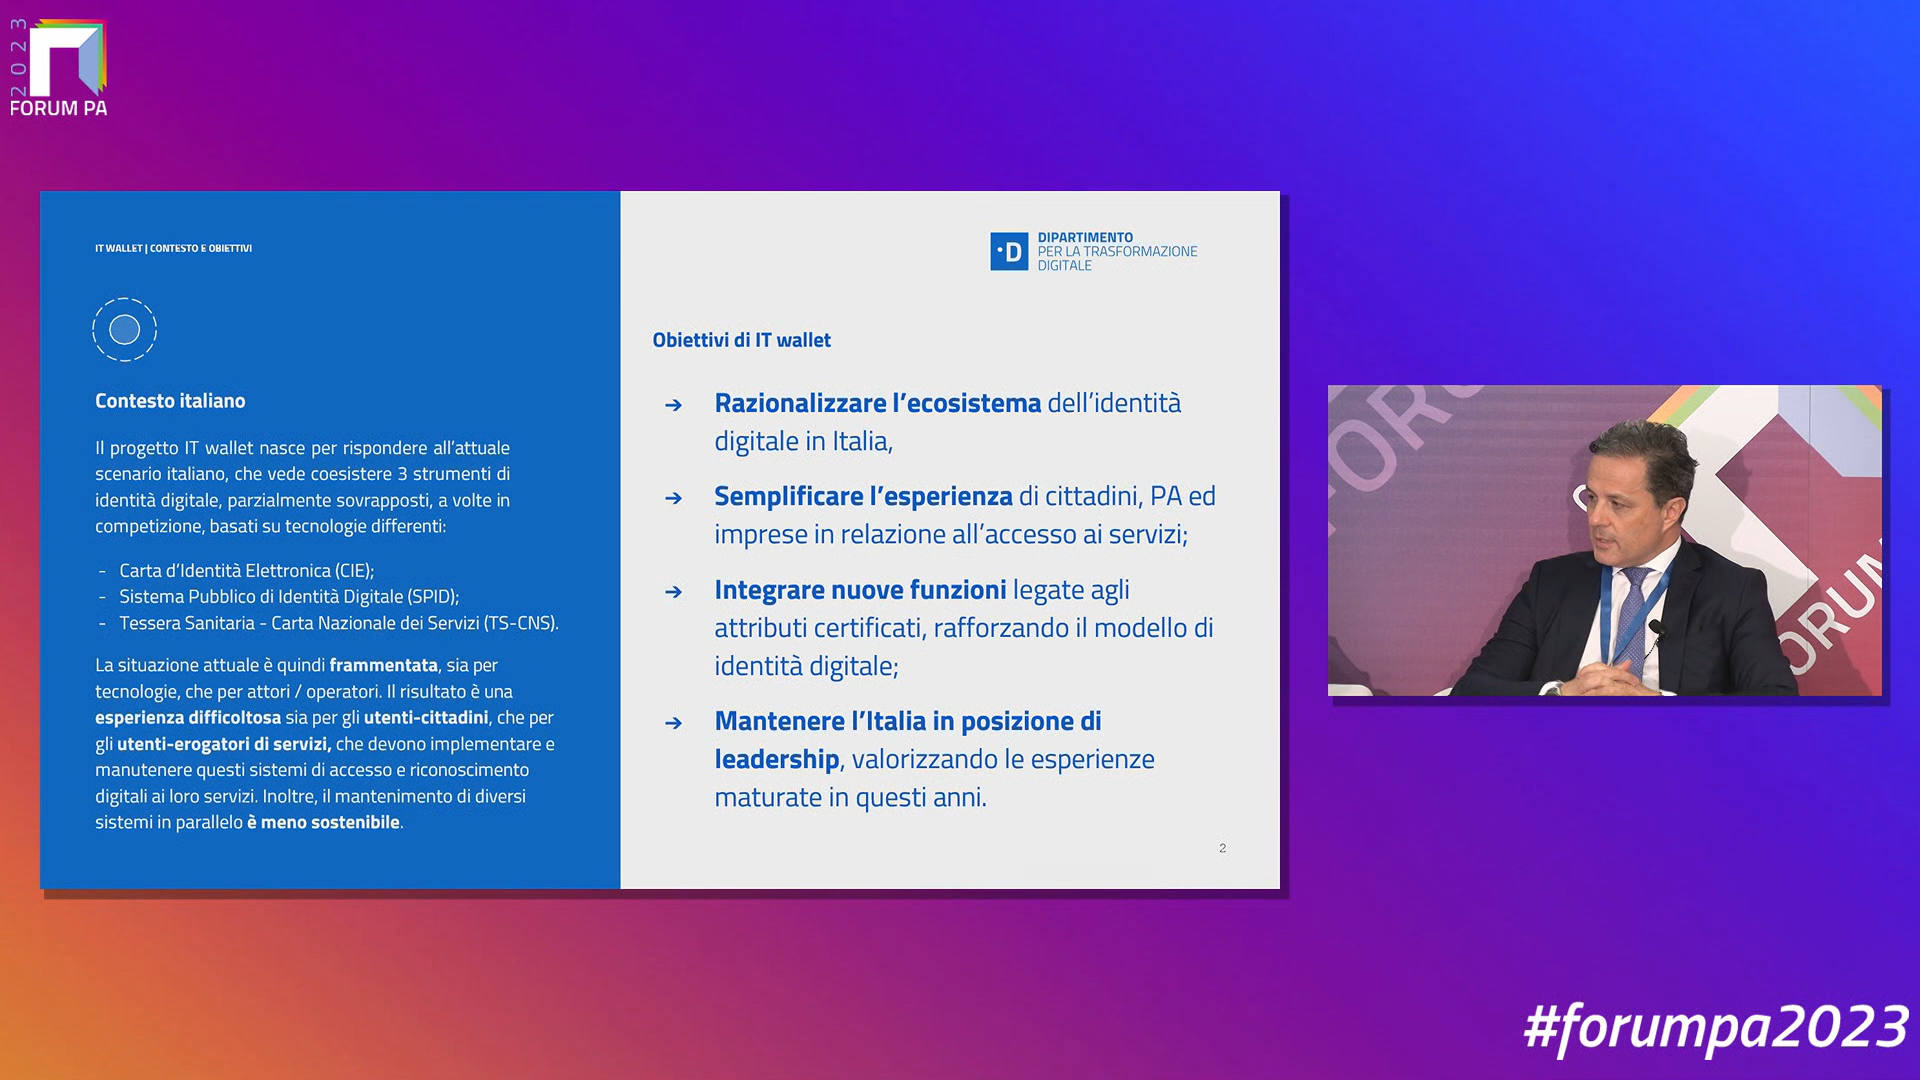 2023
FORUM PA
IT WALLET | CONTESTO E OBIETTIVI
Contesto italiano
Il progetto IT wallet nasce per rispondere all’attuale
scenario italiano, che vede coesistere 3 strumenti di
identità digitale, parzialmente sovrapposti, a volte in
competizione, basati su tecnologie differenti:
- Carta d’Identità Elettronica (CIE);
- Sistema Pubblico di Identità Digitale (SPID);
- Tessera Sanitaria - Carta Nazionale dei Servizi (TS-CNS).
La situazione attuale è quindi frammentata, sia per
tecnologie, che per attori / operatori. Il risultato è una
esperienza difficoltosa sia per gli utenti-cittadini, che per
gli utenti-erogatori di servizi, che devono implementare e
manutenere questi sistemi di accesso e riconoscimento
digitali ai loro servizi. Inoltre, il mantenimento di diversi
sistemi in parallelo è meno sostenibile.
·D
DIPARTIMENTO
PER LA TRASFORMAZIONE
DIGITALE
Obiettivi di IT wallet
➔ Razionalizzare l’ecosistema dell’identità
digitale in Italia,
➔ Semplificare l’esperienza di cittadini, PA ed
imprese in relazione all’accesso ai servizi;
➔ Integrare nuove funzioni legate agli
attributi certificati, rafforzando il modello di
identità digitale;
➔ Mantenere l’Italia in posizione di
leadership, valorizzando le esperienze
maturate in questi anni.
2
FORU
ORUM
#forumpa2023